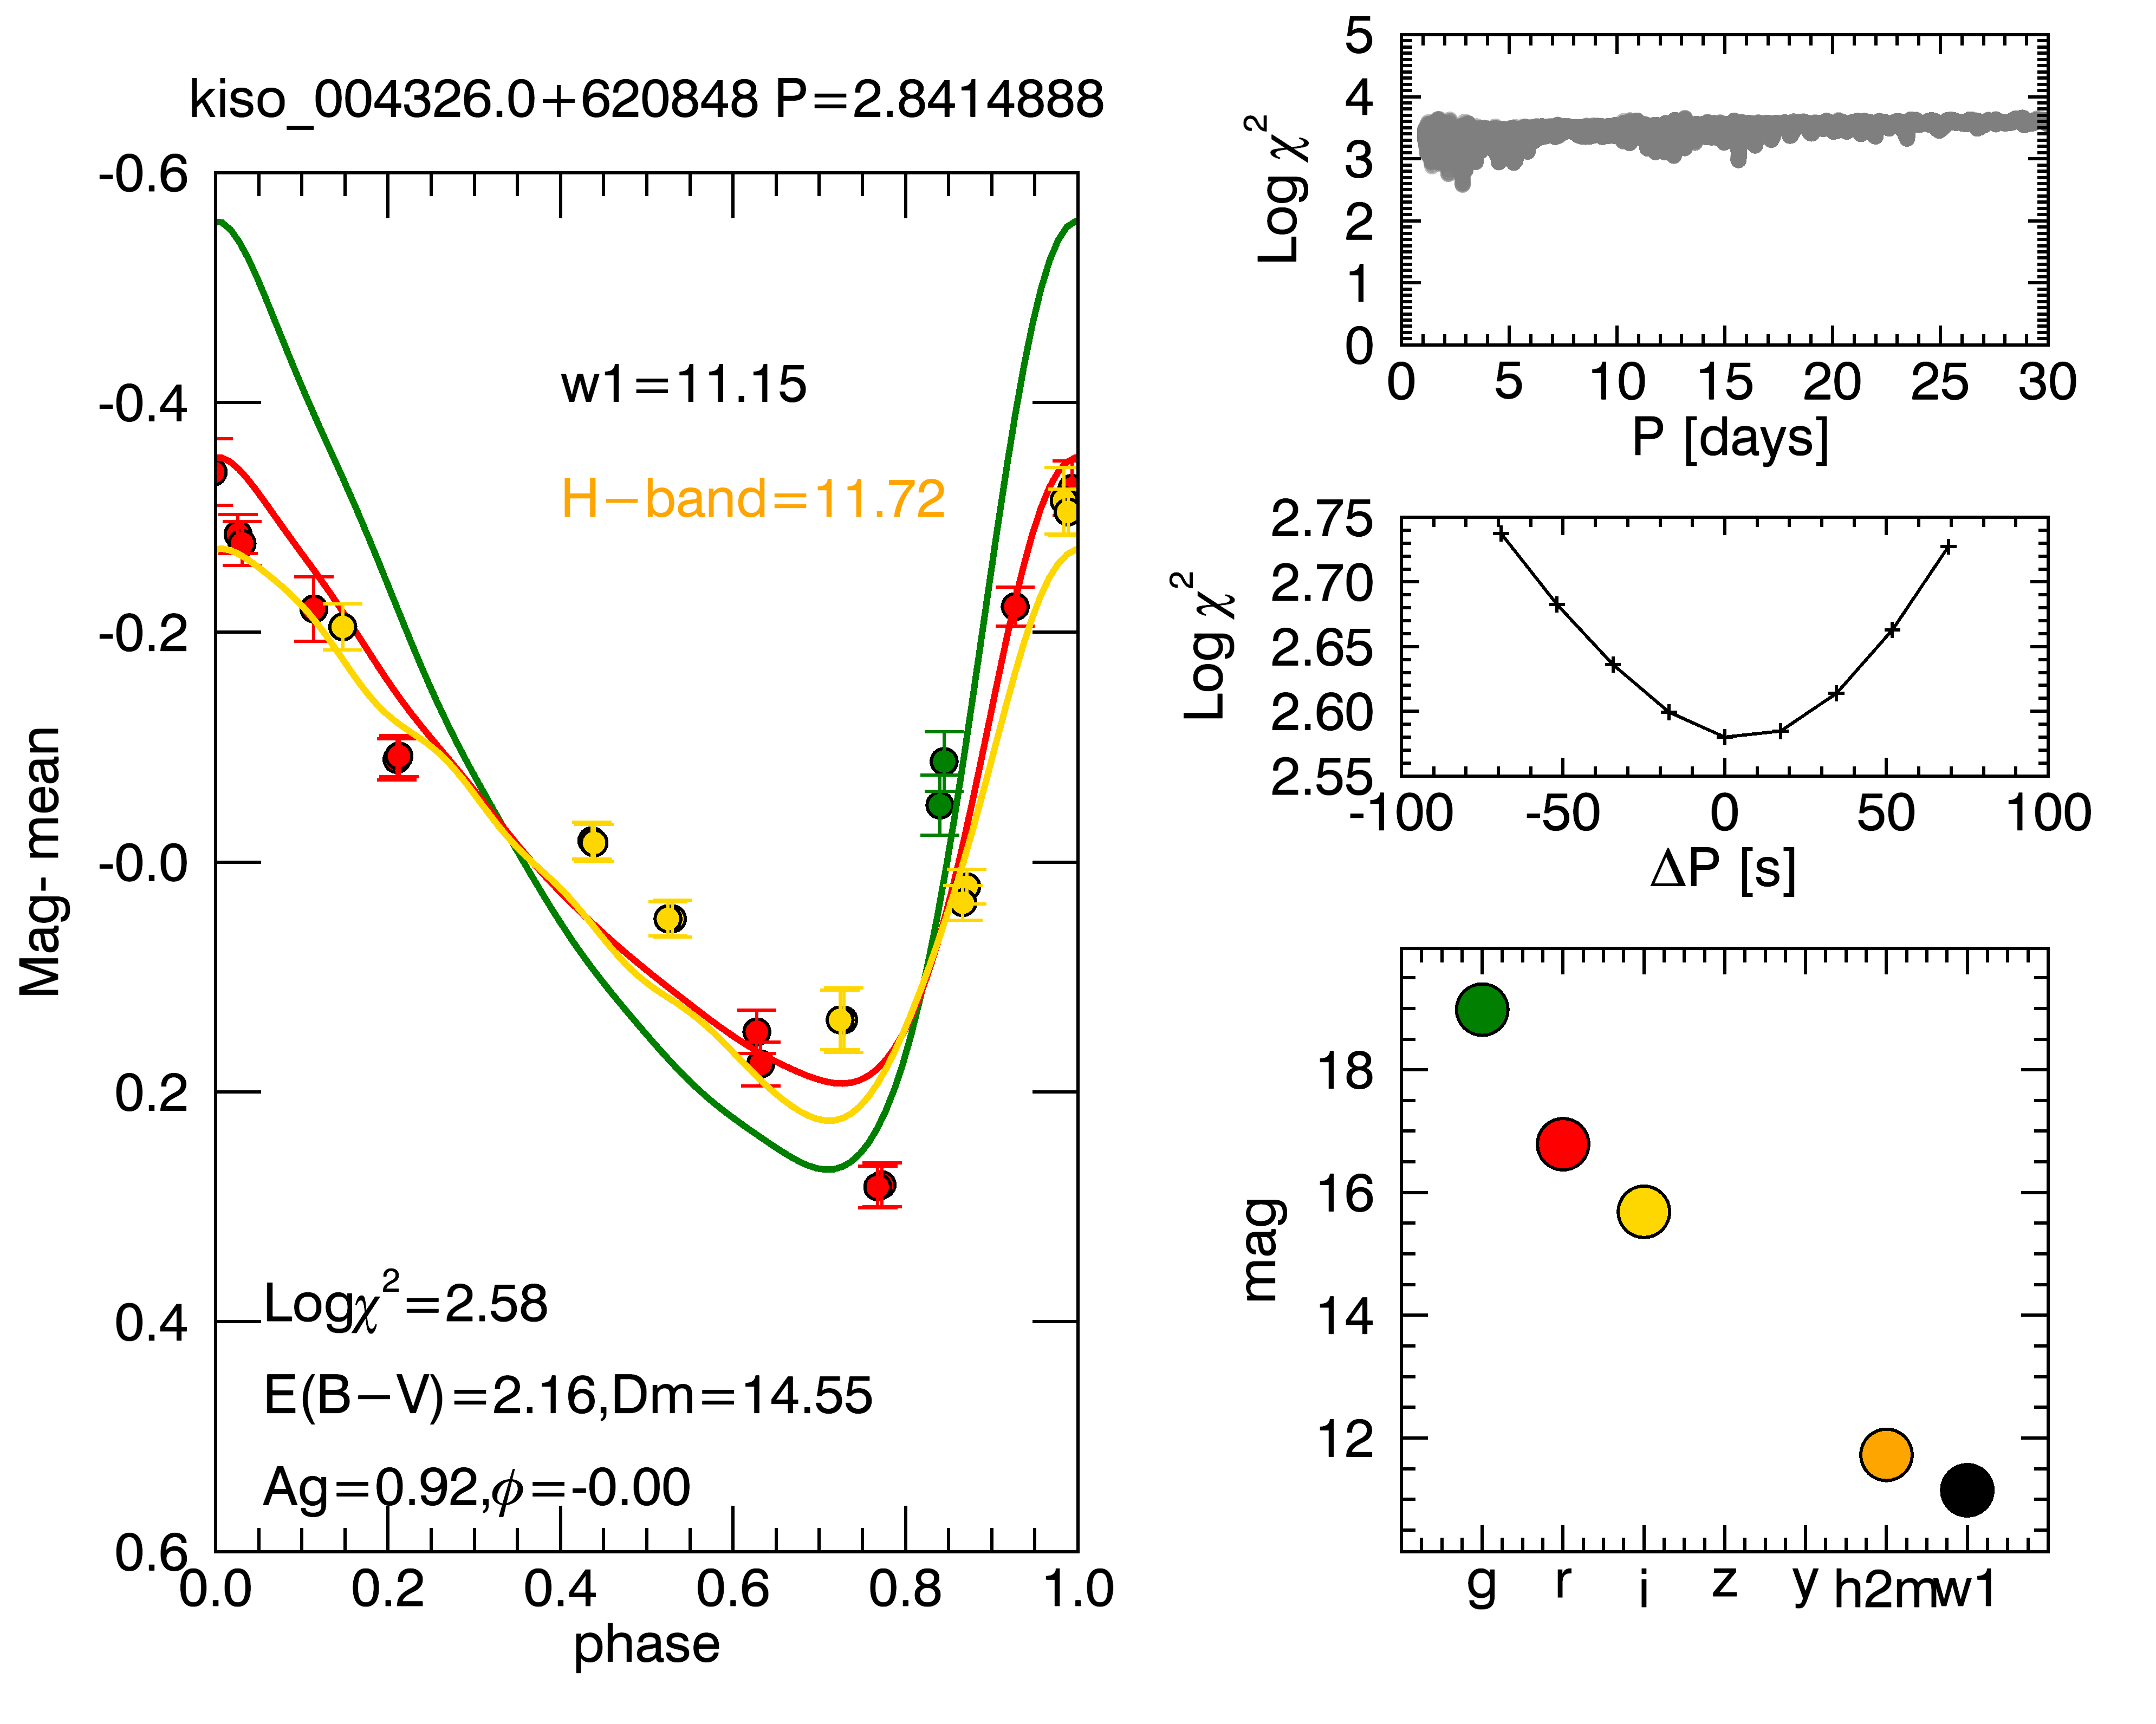 kiso_004326.0+620848 P=2.8414888
-0.6
-0.4
-0.2
-0.0
0.2
0.4
0.6
Mag- mean
w1=11.15
H−band=11.72
Logχ²=2.58
E(B−V)=2.16,Dm=14.55
Ag=0.92,ϕ=-0.00
0.0 0.2 0.4 0.6 0.8 1.0
phase
5
4
3
2
1
0
Log χ²
0 5 10 15 20 25 30
P [days]
2.75
2.70
2.65
2.60
2.55
Log χ²
-100 -50 0 50 100
ΔP [s]
18
16
14
12
mag
g r i z y h2mw1